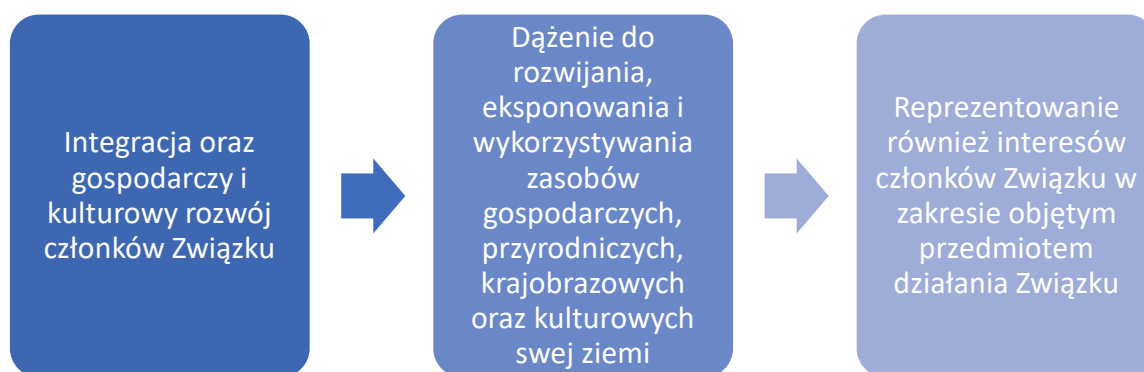 Integracja oraz
gospodarczy i
kulturowy rozwój
członków Związku
Dążenie do
rozwijania,
eksponowania i
wykorzystywania
zasobów
gospodarczych,
przyrodniczych,
krajobrazowych
oraz kulturowych
swej ziemi
Reprezentowanie
również interesów
członków Związku w
zakresie objętym
przedmiotem
działania Związku